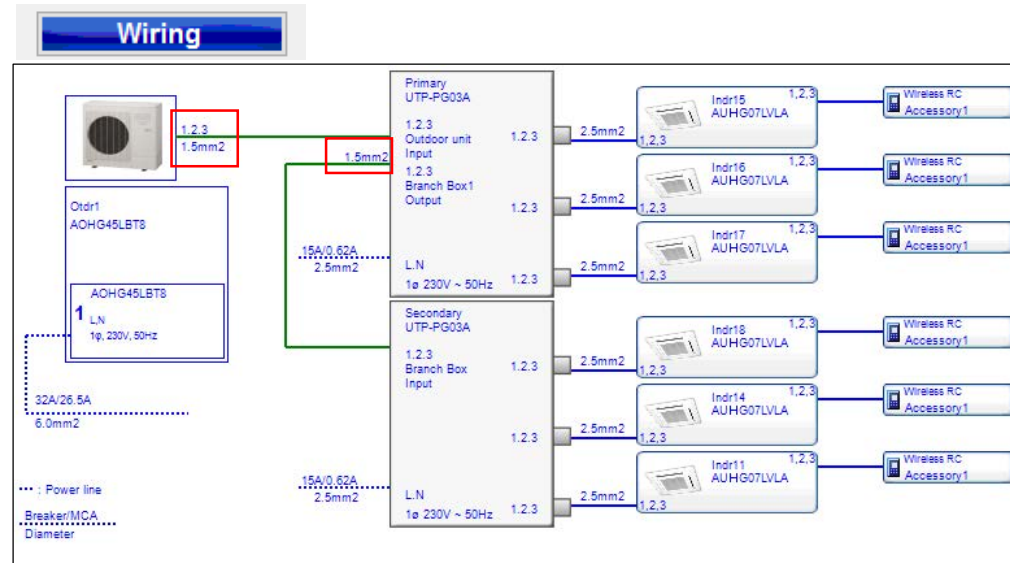 Wiring
1.2.3
1.5mm2
Otdr1
AOHG45LBT8
AOHG45LBT8
1
L,N
1φ, 230V, 50Hz
32A/26.5A
6.0mm2
: Power line
Breaker/MCA
Diameter
1.5mm2
15A/0.62A
2.5mm2
Primary
UTP-PG03A
1.2.3
Outdoor unit
Input
1.2.3
Branch Box1
Output
L.N
1ø 230V ~ 50Hz
1.2.3
1.2.3
1.2.3
2.5mm2
Indr15
AUHG07LVLA
1,2,3
1,2,3
Wireless RC
Accessory1
2.5mm2
Indr16
AUHG07LVLA
1,2,3
1,2,3
Wireless RC
Accessory1
2.5mm2
Indr17
AUHG07LVLA
1,2,3
1,2,3
Wireless RC
Accessory1
15A/0.62A
2.5mm2
Secondary
UTP-PG03A
1.2.3
Branch Box
Input
L.N
1ø 230V ~ 50Hz
1.2.3
1.2.3
1.2.3
2.5mm2
Indr18
AUHG07LVLA
1,2,3
1,2,3
Wireless RC
Accessory1
2.5mm2
Indr14
AUHG07LVLA
1,2,3
1,2,3
Wireless RC
Accessory1
2.5mm2
Indr11
AUHG07LVLA
1,2,3
1,2,3
Wireless RC
Accessory1